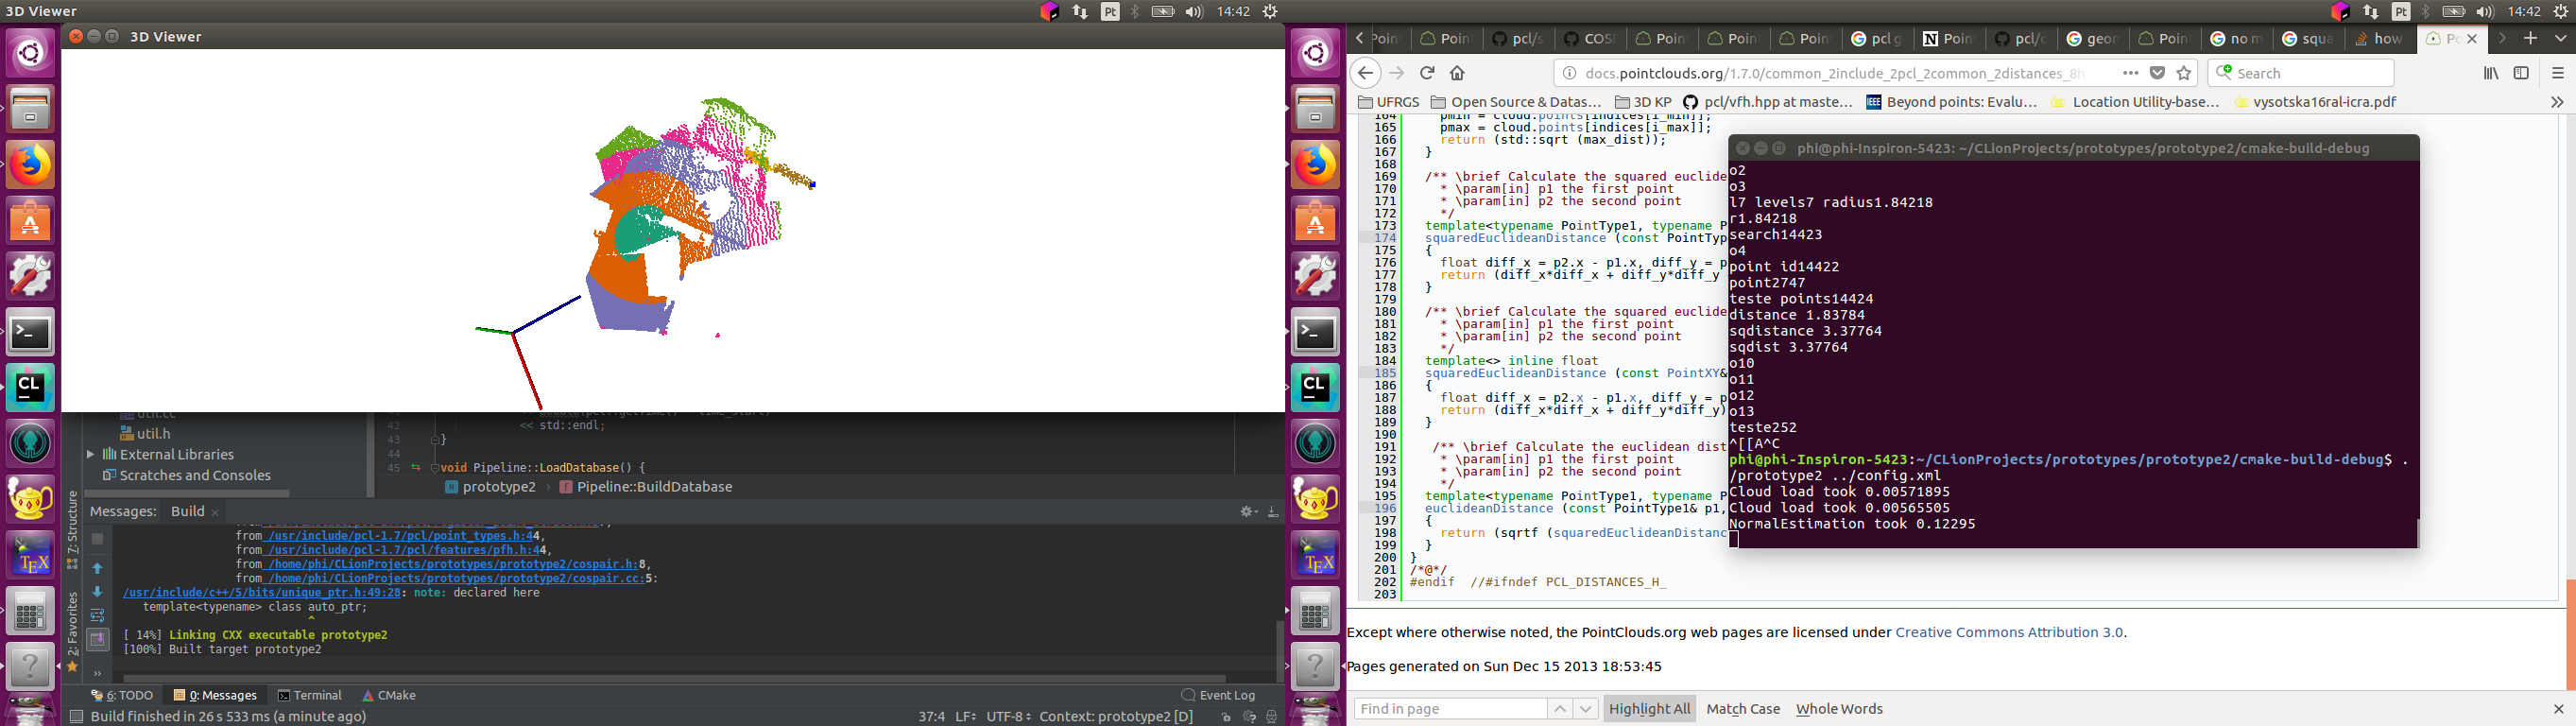 3D Viewer
Pt
14:42
Pt
14:42
3D Viewer
util.cc
util.h
External Libraries
Scratches and Consoles
42 << std::endl;
43 }
44
45 void Pipeline::LoadDatabase() {
prototype2 Pipeline::BuildDatabase
Messages: Build
7: Structure
2: Favorites
from /usr/include/pcl-1.7/pcl/point_types.h:44,
from /usr/include/pcl-1.7/pcl/features/pfh.h:44,
from /home/phi/CLionProjects/prototypes/prototype2/cospair.h:8,
from /home/phi/CLionProjects/prototypes/prototype2/cospair.cc:5:
/usr/include/c++/5/bits/unique_ptr.h:49:28: note: declared here
template<typename> class auto_ptr;
^
[ 14%] Linking CXX executable prototype2
[100%] Built target prototype2
6: TODO 0: Messages Terminal CMake Event Log
Build finished in 26 s 533 ms (a minute ago) 37:4 LF UTF-8 Context: prototype2 [D]
Poin pcl/s COSP Poin Poin Poin pcl g Poin pcl/c geon Poin no m squa how Po
docs.pointclouds.org/1.7.0/common_2include_2pcl_2common_2distances_8h
Search
UFRGS Open Source & Datas... 3D KP pcl/vfh.hpp at maste... Beyond points: Evalu... Location Utility-base... vysotska16ral-icra.pdf
164 pmin = cloud.points[indices[i_min]];
165 pmax = cloud.points[indices[i_max]];
166 return (std::sqrt (max_dist));
167 }
168
169 /** \brief Calculate the squared euclide
170 * \param[in] p1 the first point
171 * \param[in] p2 the second point
172 */
173 template<typename PointType1, typename P
174 squaredEuclideanDistance (const PointTyp
175 {
176 float diff_x = p2.x - p1.x, diff_y = p
177 return (diff_x*diff_x + diff_y*diff_y
178 }
179
180 /** \brief Calculate the squared euclide
181 * \param[in] p1 the first point
182 * \param[in] p2 the second point
183 */
184 template<> inline float
185 squaredEuclideanDistance (const PointXY&
186 {
187 float diff_x = p2.x - p1.x, diff_y = p
188 return (diff_x*diff_x + diff_y*diff_y)
189 }
190
191 /** \brief Calculate the euclidean dist
192 * \param[in] p1 the first point
193 * \param[in] p2 the second point
194 */
195 template<typename PointType1, typename P
196 euclideanDistance (const PointType1& p1,
197 {
198 return (sqrtf (squaredEuclideanDistanc
199 }
200 }
201 /*@*/
202 #endif //#ifndef PCL_DISTANCES_H_
203
Except where otherwise noted, the PointClouds.org web pages are licensed under Creative Commons Attribution 3.0.
Pages generated on Sun Dec 15 2013 18:53:45
Find in page Highlight All Match Case Whole Words
phi@phi-Inspiron-5423: ~/CLionProjects/prototypes/prototype2/cmake-build-debug
o2
o3
l7 levels7 radius1.84218
r1.84218
search14423
o4
point id14422
point2747
teste points14424
distance 1.83784
sqdistance 3.37764
sqdist 3.37764
o10
o11
o12
o13
teste252
^[[A^C
phi@phi-Inspiron-5423:~/CLionProjects/prototypes/prototype2/cmake-build-debug$ .
/prototype2 ../config.xml
Cloud load took 0.00571895
Cloud load took 0.00565505
NormalEstimation took 0.12295